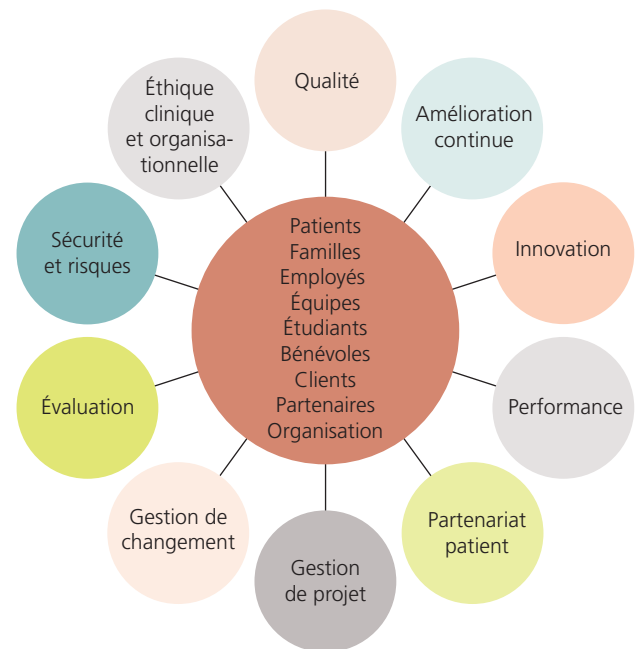 Qualité
Amélioration
continue
Innovation
Performance
Partenariat
patient
Gestion
de projet
Gestion de
changement
Évaluation
Sécurité
et risques
Éthique
clinique
et organisa-
tionnelle
Patients
Familles
Employés
Équipes
Étudiants
Bénévoles
Clients
Partenaires
Organisation